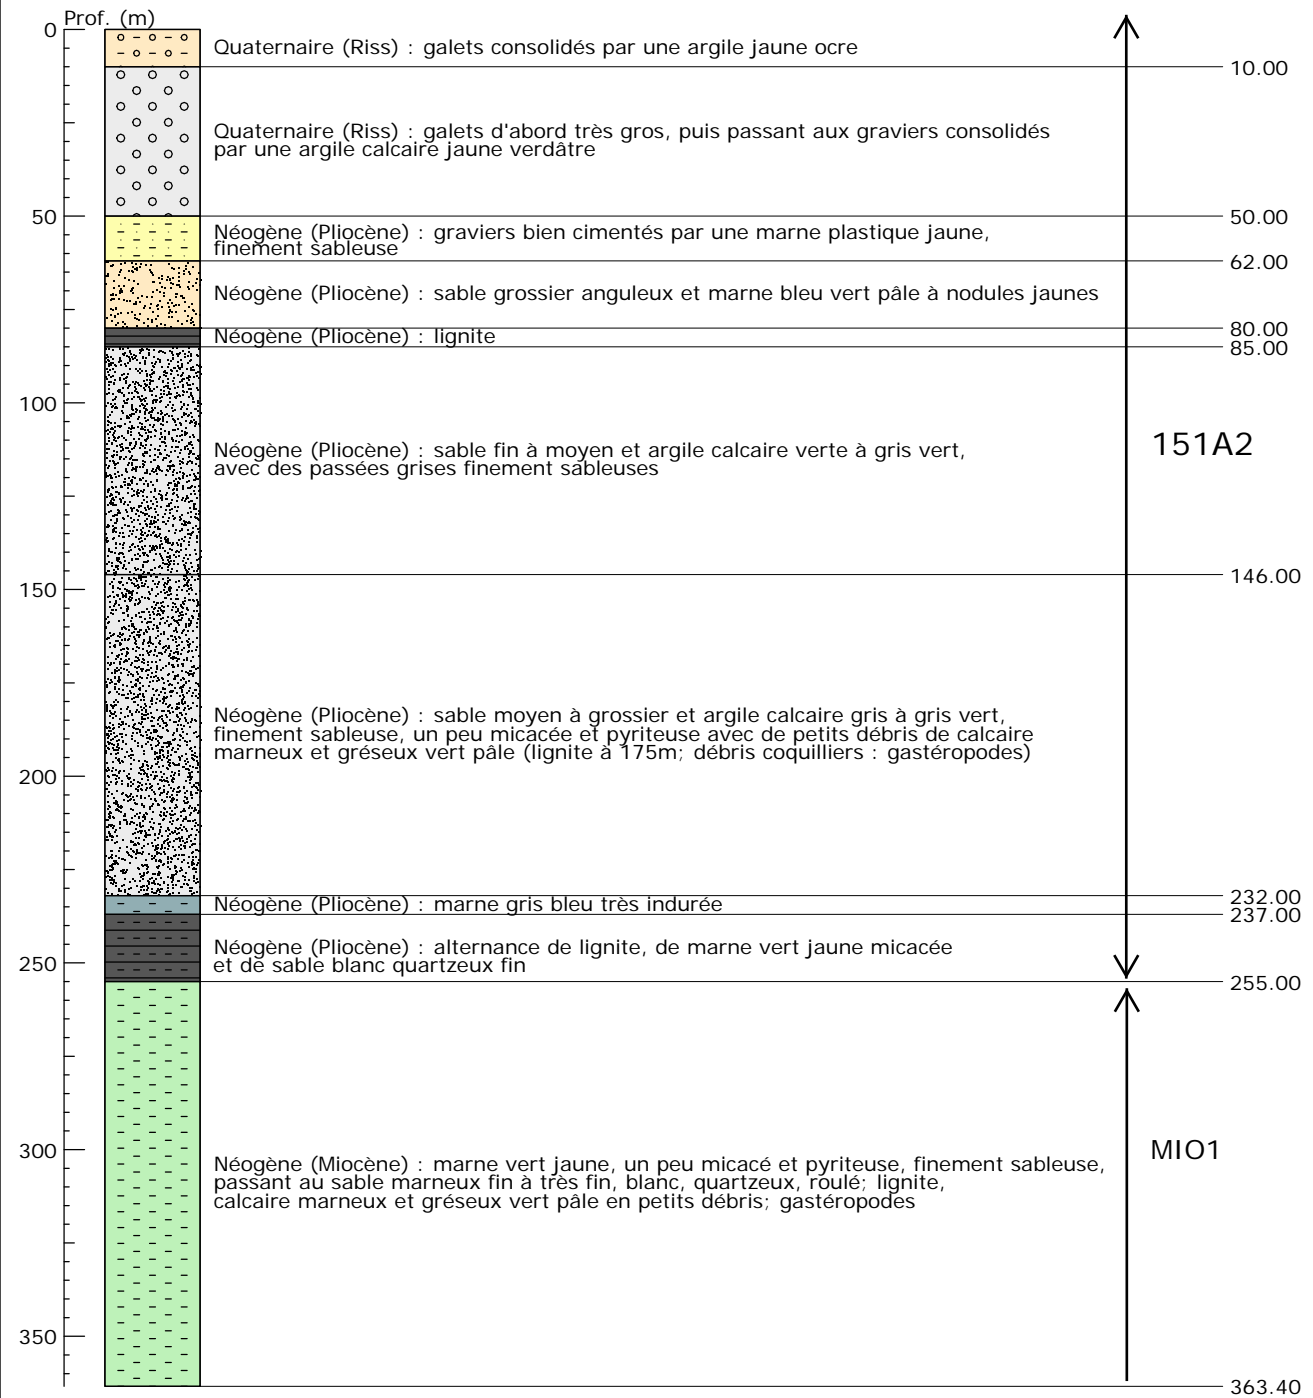 Prof. (m)
0
Quaternaire (Riss) : galets consolidés par une argile jaune ocre
10.00
Quaternaire (Riss) : galets d'abord très gros, puis passant aux graviers consolidés
par une argile calcaire jaune verdâtre
50
50.00
Néogène (Pliocène) : graviers bien cimentés par une marne plastique jaune,
finement sableuse
62.00
Néogène (Pliocène) : sable grossier anguleux et marne bleu vert pâle à nodules jaunes
80.00
Néogène (Pliocène) : lignite
85.00
100
Néogène (Pliocène) : sable fin à moyen et argile calcaire verte à gris vert,
avec des passées grises finement sableuses
151A2
146.00
150
Néogène (Pliocène) : sable moyen à grossier et argile calcaire gris à gris vert,
finement sableuse, un peu micacée et pyriteuse avec de petits débris de calcaire
marneux et gréseux vert pâle (lignite à 175m; débris coquilliers : gastéropodes)
200
232.00
Néogène (Pliocène) : marne gris bleu très indurée
237.00
Néogène (Pliocène) : alternance de lignite, de marne vert jaune micacée
et de sable blanc quartzeux fin
250
255.00
300
MIO1
Néogène (Miocène) : marne vert jaune, un peu micacé et pyriteuse, finement sableuse,
passant au sable marneux fin à très fin, blanc, quartzeux, roulé; lignite,
calcaire marneux et gréseux vert pâle en petits débris; gastéropodes
350
363.40